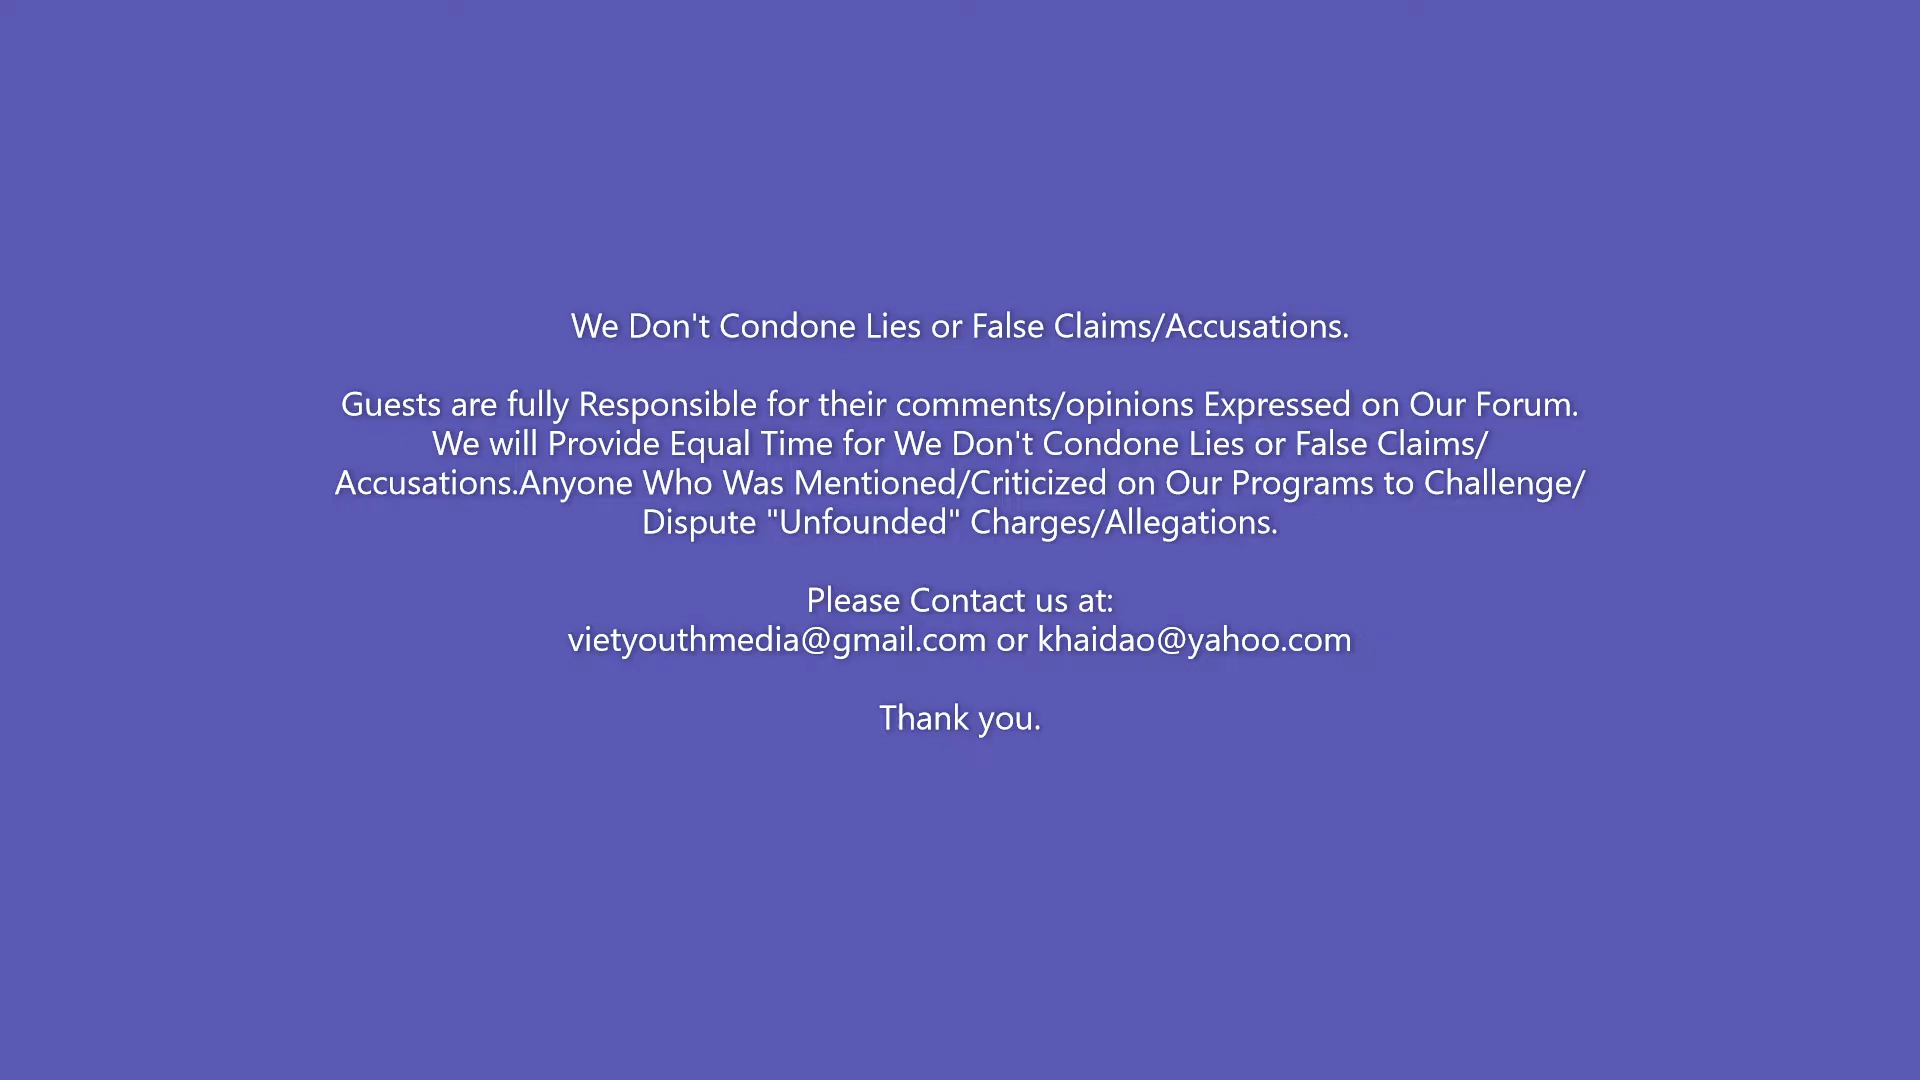 We Don't Condone Lies or False Claims/Accusations.
Guests are fully Responsible for their comments/opinions Expressed on Our Forum.
We will Provide Equal Time for We Don't Condone Lies or False Claims/
Accusations.Anyone Who Was Mentioned/Criticized on Our Programs to Challenge/
Dispute "Unfounded" Charges/Allegations.
Please Contact us at:
vietyouthmedia@gmail.com or khaidao@yahoo.com
Thank you.